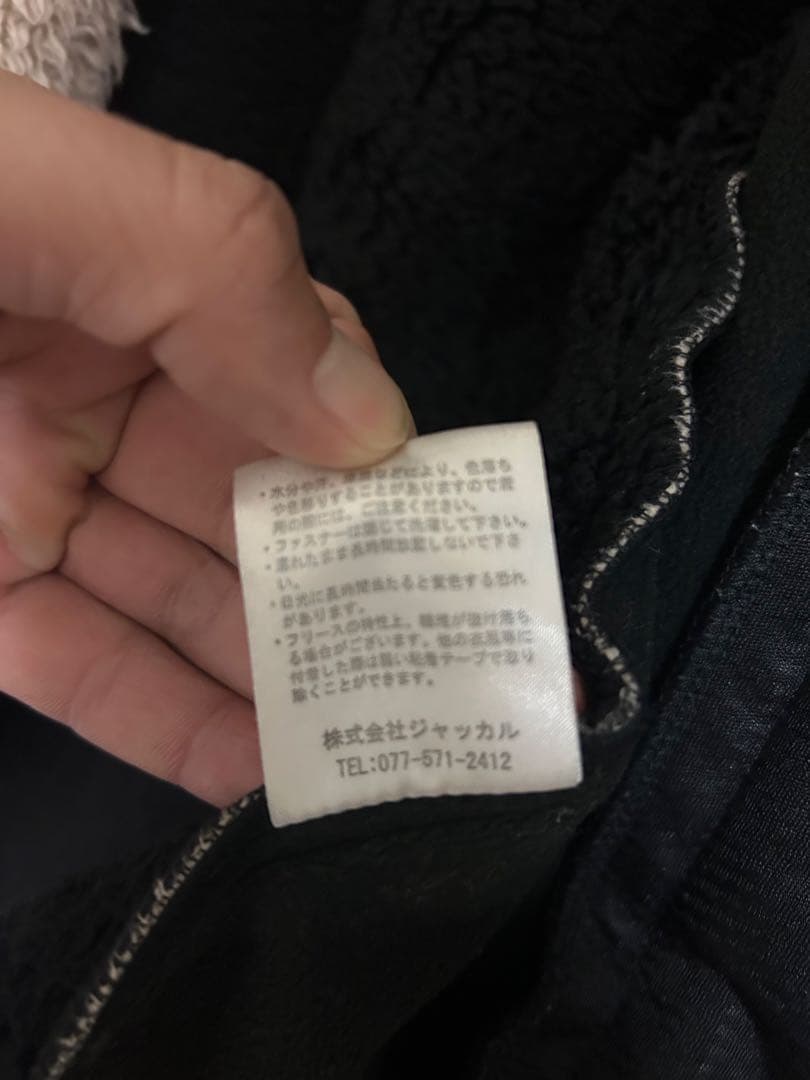 ・水分や汗、摩擦などにより、色落ち
や色移りすることがありますので着
用の際には、ご注意ください。
・ファスナーは閉じて洗濯して下さい。
・濡れたまま長時間放置しないで下さ
い。
・日光に長時間当たると変色する恐れ
があります。
・フリースの特性上、繊維が抜け落ち
る場合がございます。他の衣服等に
付着した際は弱い粘着テープで取り
除くことができます。
株式会社ジャッカル
TEL:077-571-2412